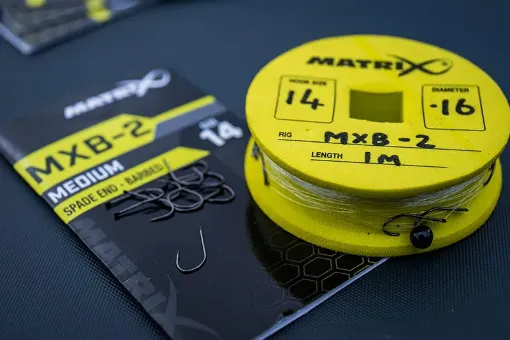 MATRIX
MXB-2
MEDIUM
SPADE END - BARBED
14
MATRIX
MATRIX
HOOK SIZE
14
DIAMETER
.16
RIG MXB-2
LENGTH 1M